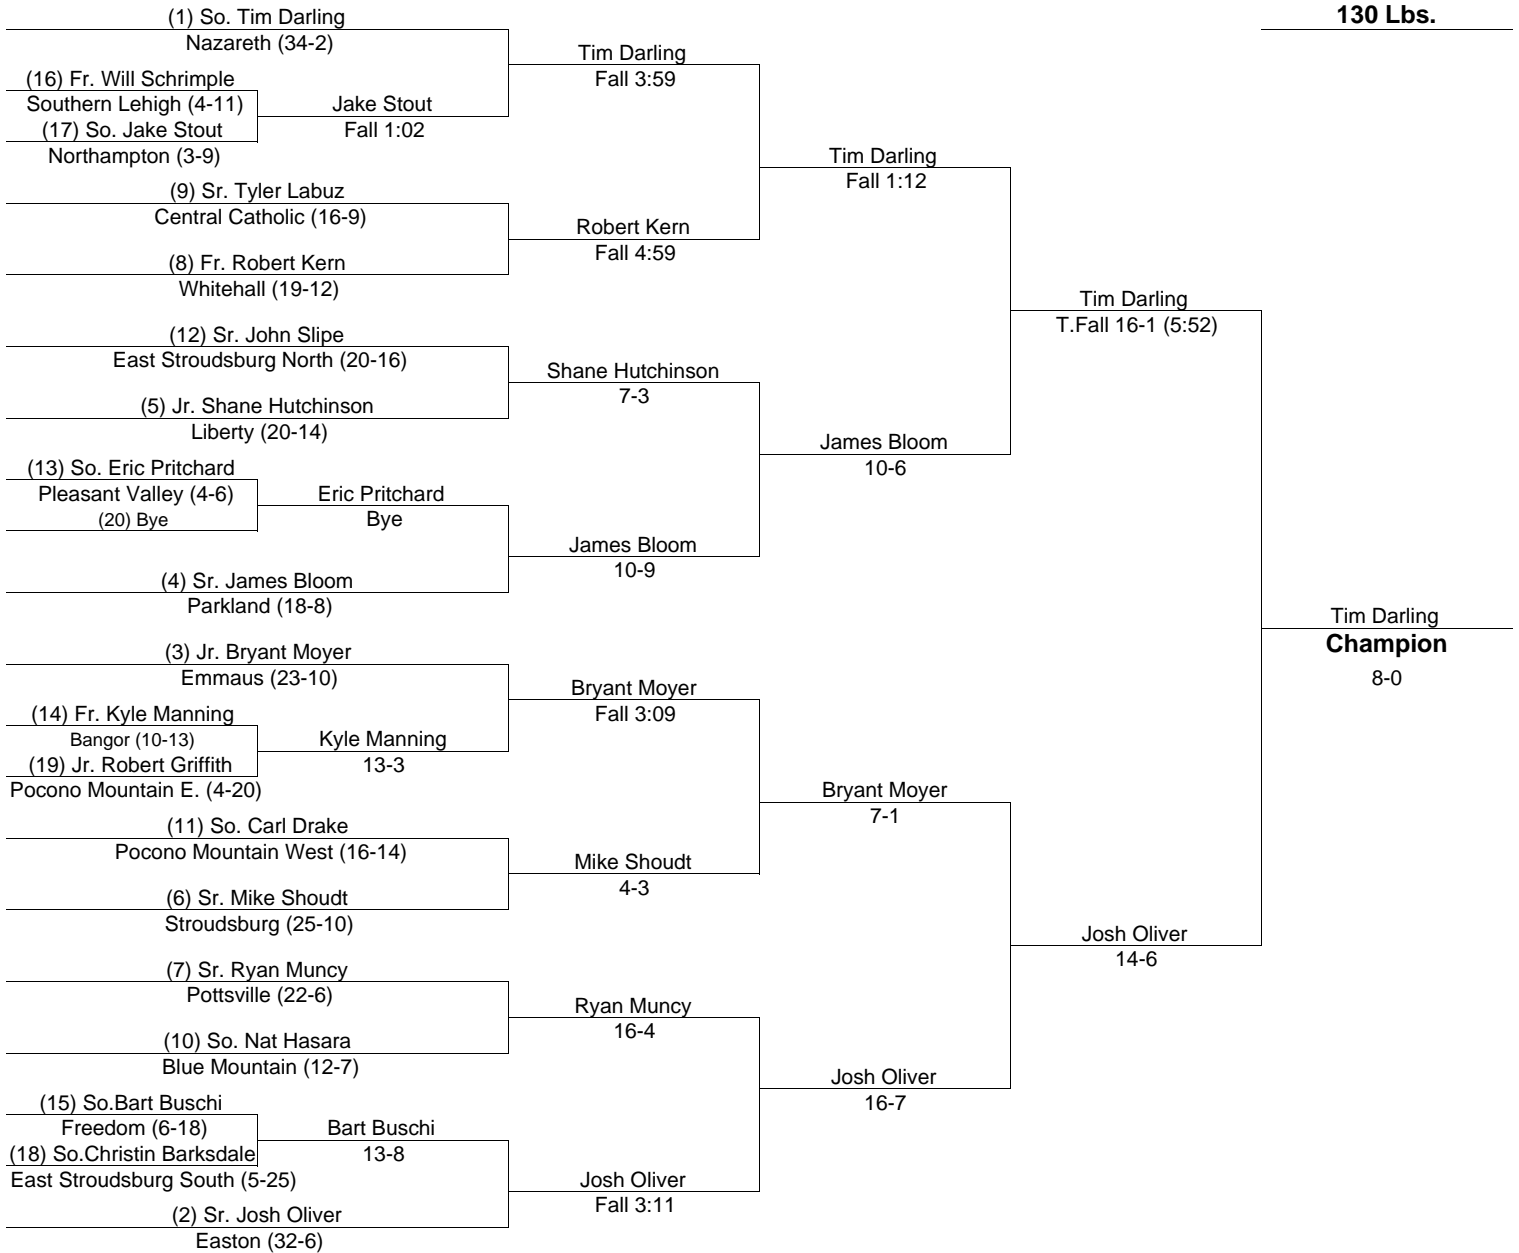 130 Lbs.
(1) So. Tim Darling
Nazareth (34-2)
(16) Fr. Will Schrimple
Southern Lehigh (4-11)
(17) So. Jake Stout
Northampton (3-9)
(9) Sr. Tyler Labuz
Central Catholic (16-9)
(8) Fr. Robert Kern
Whitehall (19-12)
(12) Sr. John Slipe
East Stroudsburg North (20-16)
(5) Jr. Shane Hutchinson
Liberty (20-14)
(13) So. Eric Pritchard
Pleasant Valley (4-6)
(20) Bye
(4) Sr. James Bloom
Parkland (18-8)
(3) Jr. Bryant Moyer
Emmaus (23-10)
(14) Fr. Kyle Manning
Bangor (10-13)
(19) Jr. Robert Griffith
Pocono Mountain E. (4-20)
(11) So. Carl Drake
Pocono Mountain West (16-14)
(6) Sr. Mike Shoudt
Stroudsburg (25-10)
(7) Sr. Ryan Muncy
Pottsville (22-6)
(10) So. Nat Hasara
Blue Mountain (12-7)
(15) So.Bart Buschi
Freedom (6-18)
(18) So.Christin Barksdale
East Stroudsburg South (5-25)
(2) Sr. Josh Oliver
Easton (32-6)
Jake Stout
Fall 1:02
Eric Pritchard
Bye
Kyle Manning
13-3
Bart Buschi
13-8
Tim Darling
Fall 3:59
Robert Kern
Fall 4:59
Shane Hutchinson
7-3
James Bloom
10-9
Bryant Moyer
Fall 3:09
Mike Shoudt
4-3
Ryan Muncy
16-4
Josh Oliver
Fall 3:11
Tim Darling
Fall 1:12
James Bloom
10-6
Bryant Moyer
7-1
Josh Oliver
16-7
Tim Darling
T.Fall 16-1 (5:52)
Josh Oliver
14-6
Tim Darling
Champion
8-0